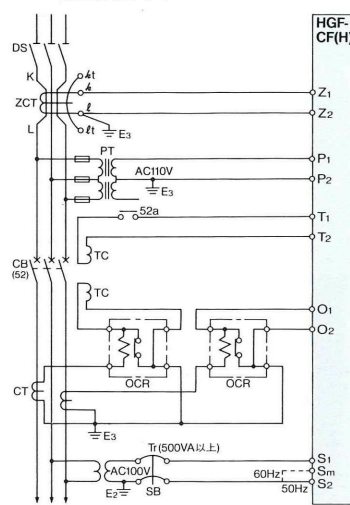 HGF-
CF(H)
DS
K
kt
k
ZCT
l
L
lt
E3
Z1
Z2
PT
AC110V
E3
P1
P2
52a
T1
T2
TC
CB
(52)
TC
O1
O2
OCR
OCR
CT
E3
Tr(500VA以上)
AC100V
E2
SB
S1
60Hz
Sm
50Hz
S2